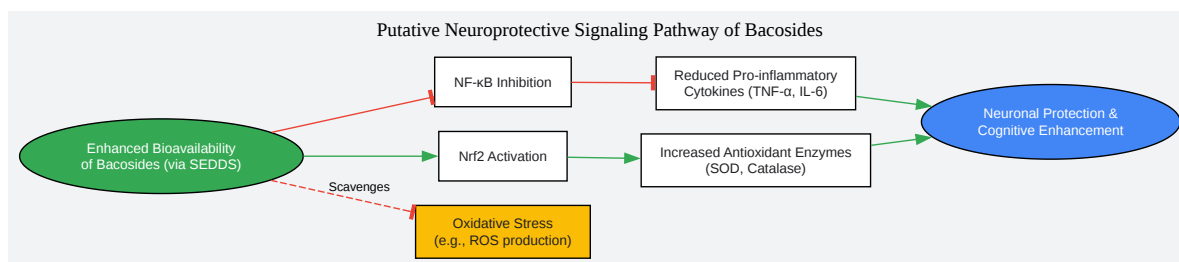 Putative Neuroprotective Signaling Pathway of Bacosides
NF-κB Inhibition
Reduced Pro-inflammatory
Cytokines (TNF-α, IL-6)
Neuronal Protection &
Cognitive Enhancement
Enhanced Bioavailability
of Bacosides (via SEDDS)
Nrf2 Activation
Increased Antioxidant Enzymes
(SOD, Catalase)
Scavenges
Oxidative Stress
(e.g., ROS production)